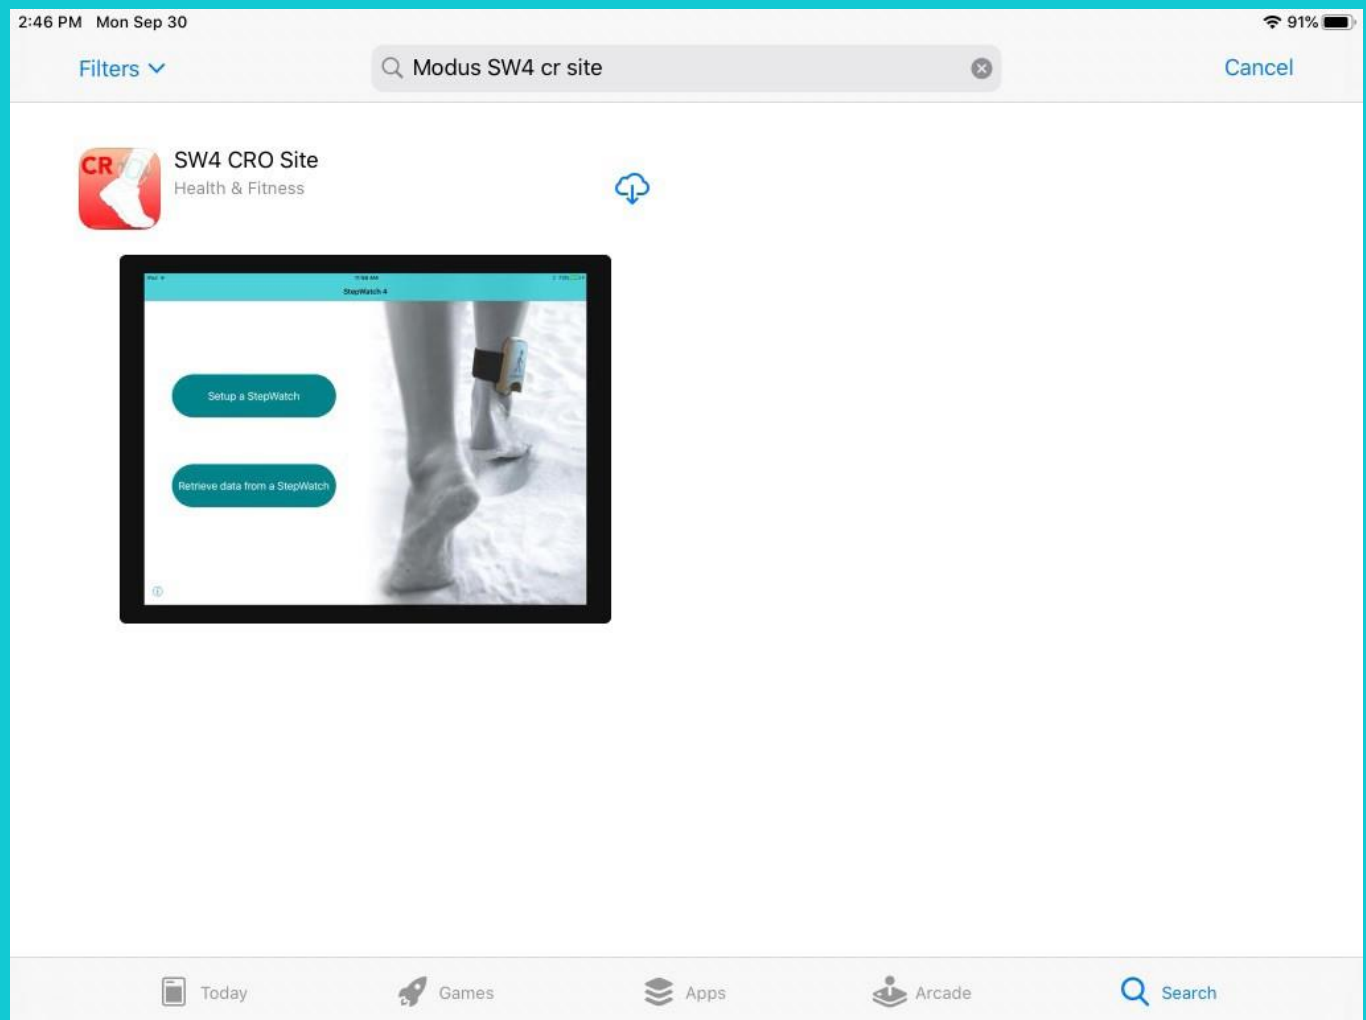 2:46 PM Mon Sep 30
91%
Filters
Modus SW4 cr site
Cancel
CR
SW4 CRO Site
Health & Fitness
StepWatch 4
Setup a StepWatch
Retrieve data from a StepWatch
Today
Games
Apps
Arcade
Search